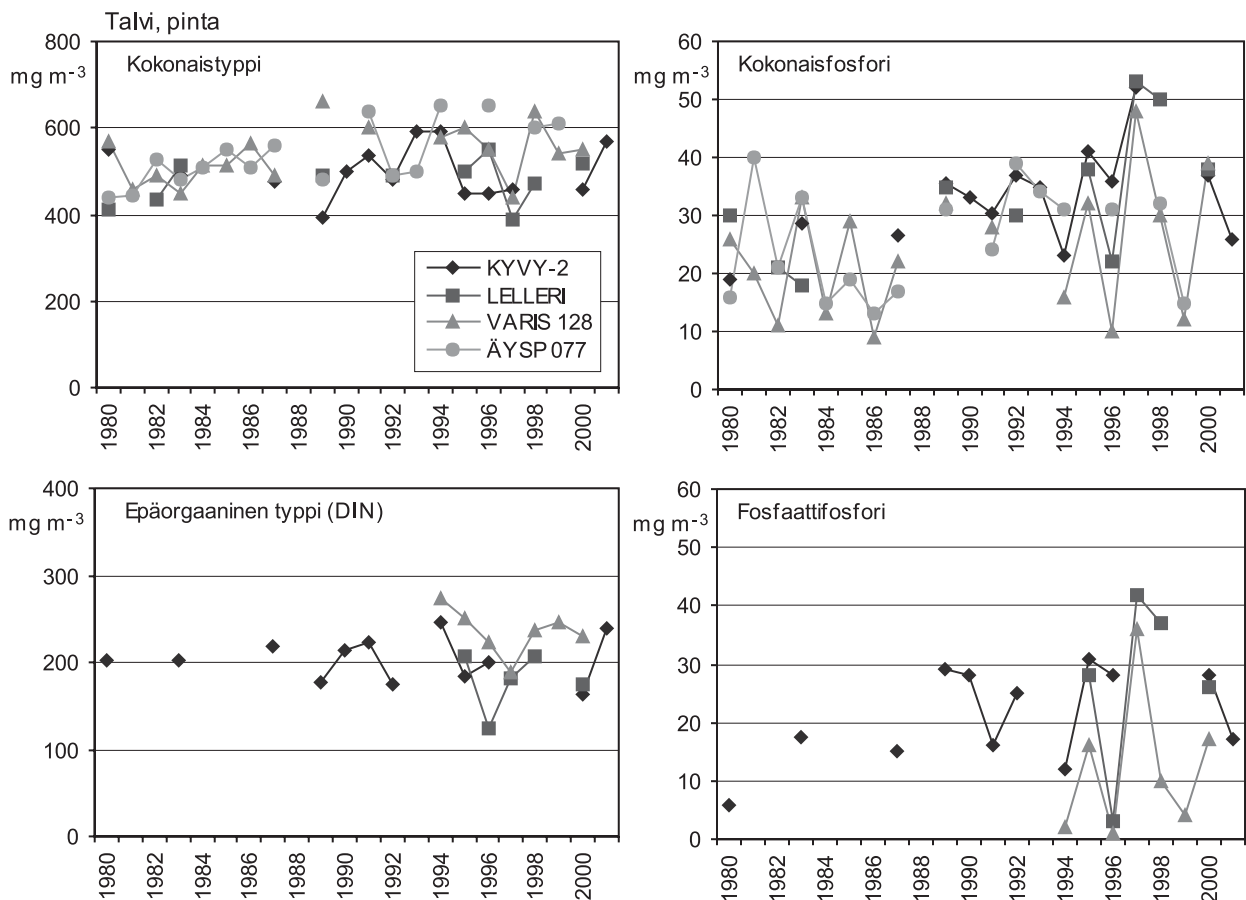 Talvi, pinta
800
mg m-3
Kokonaistyppi
600
400
200
0
KYVY-2
LELLERI
VARIS 128
ÄYSP 077
1980 1982 1984 1986 1988 1990 1992 1994 1996 1998 2000
60
mg m-3
Kokonaisfosfori
50
40
30
20
10
0
1980 1982 1984 1986 1988 1990 1992 1994 1996 1998 2000
400
mg m-3
Epäorgaaninen typpi (DIN)
300
200
100
0
1980 1982 1984 1986 1988 1990 1992 1994 1996 1998 2000
60
mg m-3
Fosfaattifosfori
50
40
30
20
10
0
1980 1982 1984 1986 1988 1990 1992 1994 1996 1998 2000